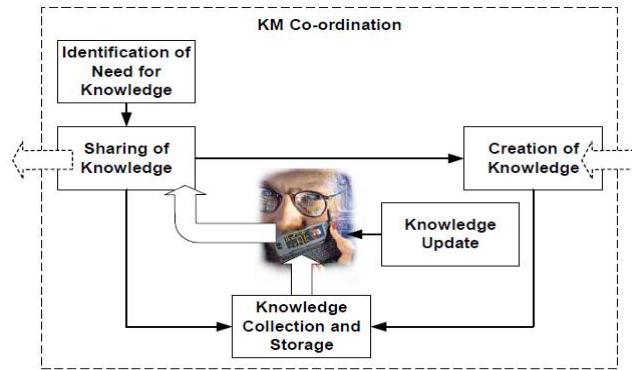 KM Co-ordination
Identification of
Need for
Knowledge
Sharing of
Knowledge
Creation of
Knowledge
Knowledge
Update
Knowledge
Collection and
Storage